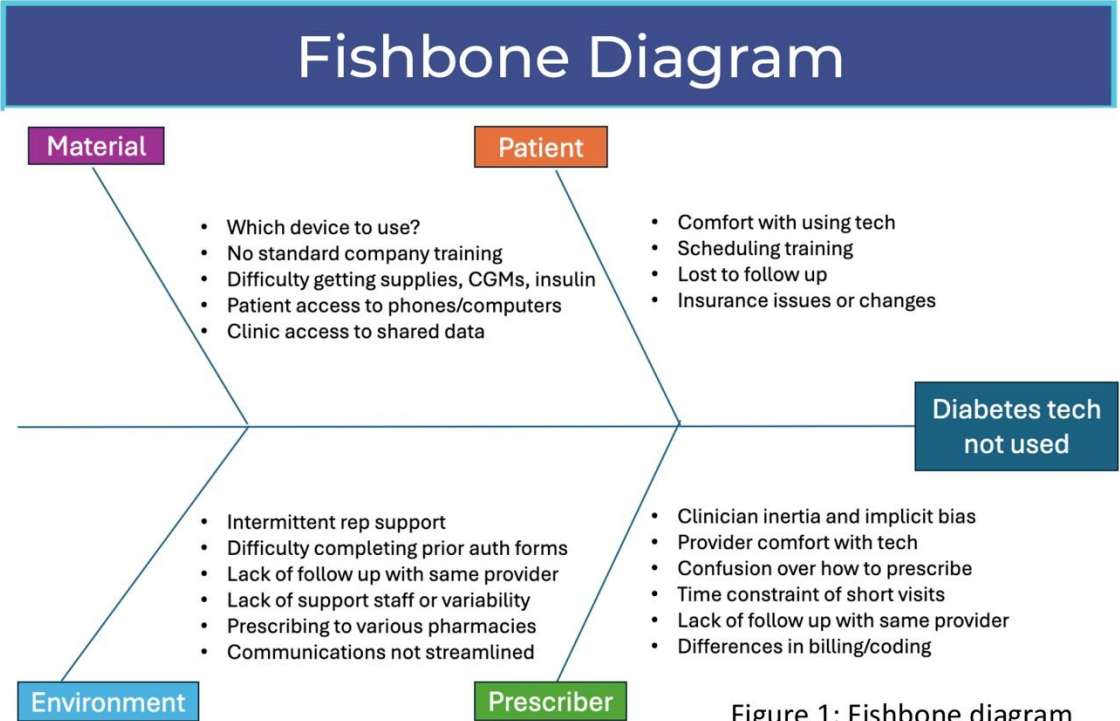 Fishbone Diagram
Material
Patient
• Which device to use?
• No standard company training
• Difficulty getting supplies, CGMs, insulin
• Patient access to phones/computers
• Clinic access to shared data
• Comfort with using tech
• Scheduling training
• Lost to follow up
• Insurance issues or changes
Diabetes tech
not used
• Intermittent rep support
• Difficulty completing prior auth forms
• Lack of follow up with same provider
• Lack of support staff or variability
• Prescribing to various pharmacies
• Communications not streamlined
• Clinician inertia and implicit bias
• Provider comfort with tech
• Confusion over how to prescribe
• Time constraint of short visits
• Lack of follow up with same provider
• Differences in billing/coding
Environment
Prescriber
Figure 1: Fishbone diagram